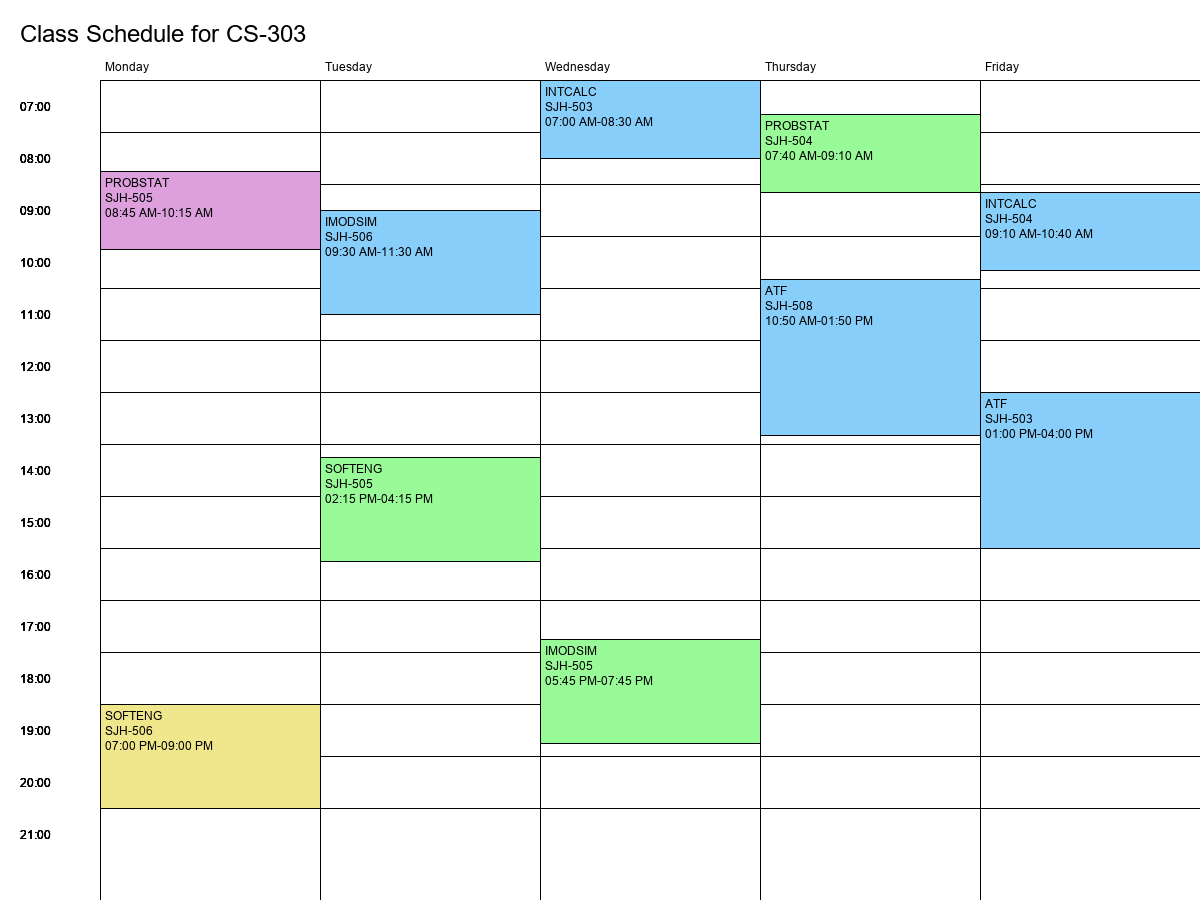 Class Schedule for CS-303
Monday
Tuesday
Wednesday
Thursday
Friday
07:00
08:00
09:00
10:00
11:00
12:00
13:00
14:00
15:00
16:00
17:00
18:00
19:00
20:00
21:00
PROBSTAT
SJH-505
08:45 AM-10:15 AM
SOFTENG
SJH-506
07:00 PM-09:00 PM
IMODSIM
SJH-506
09:30 AM-11:30 AM
SOFTENG
SJH-505
02:15 PM-04:15 PM
INTCALC
SJH-503
07:00 AM-08:30 AM
IMODSIM
SJH-505
05:45 PM-07:45 PM
PROBSTAT
SJH-504
07:40 AM-09:10 AM
ATF
SJH-508
10:50 AM-01:50 PM
INTCALC
SJH-504
09:10 AM-10:40 AM
ATF
SJH-503
01:00 PM-04:00 PM